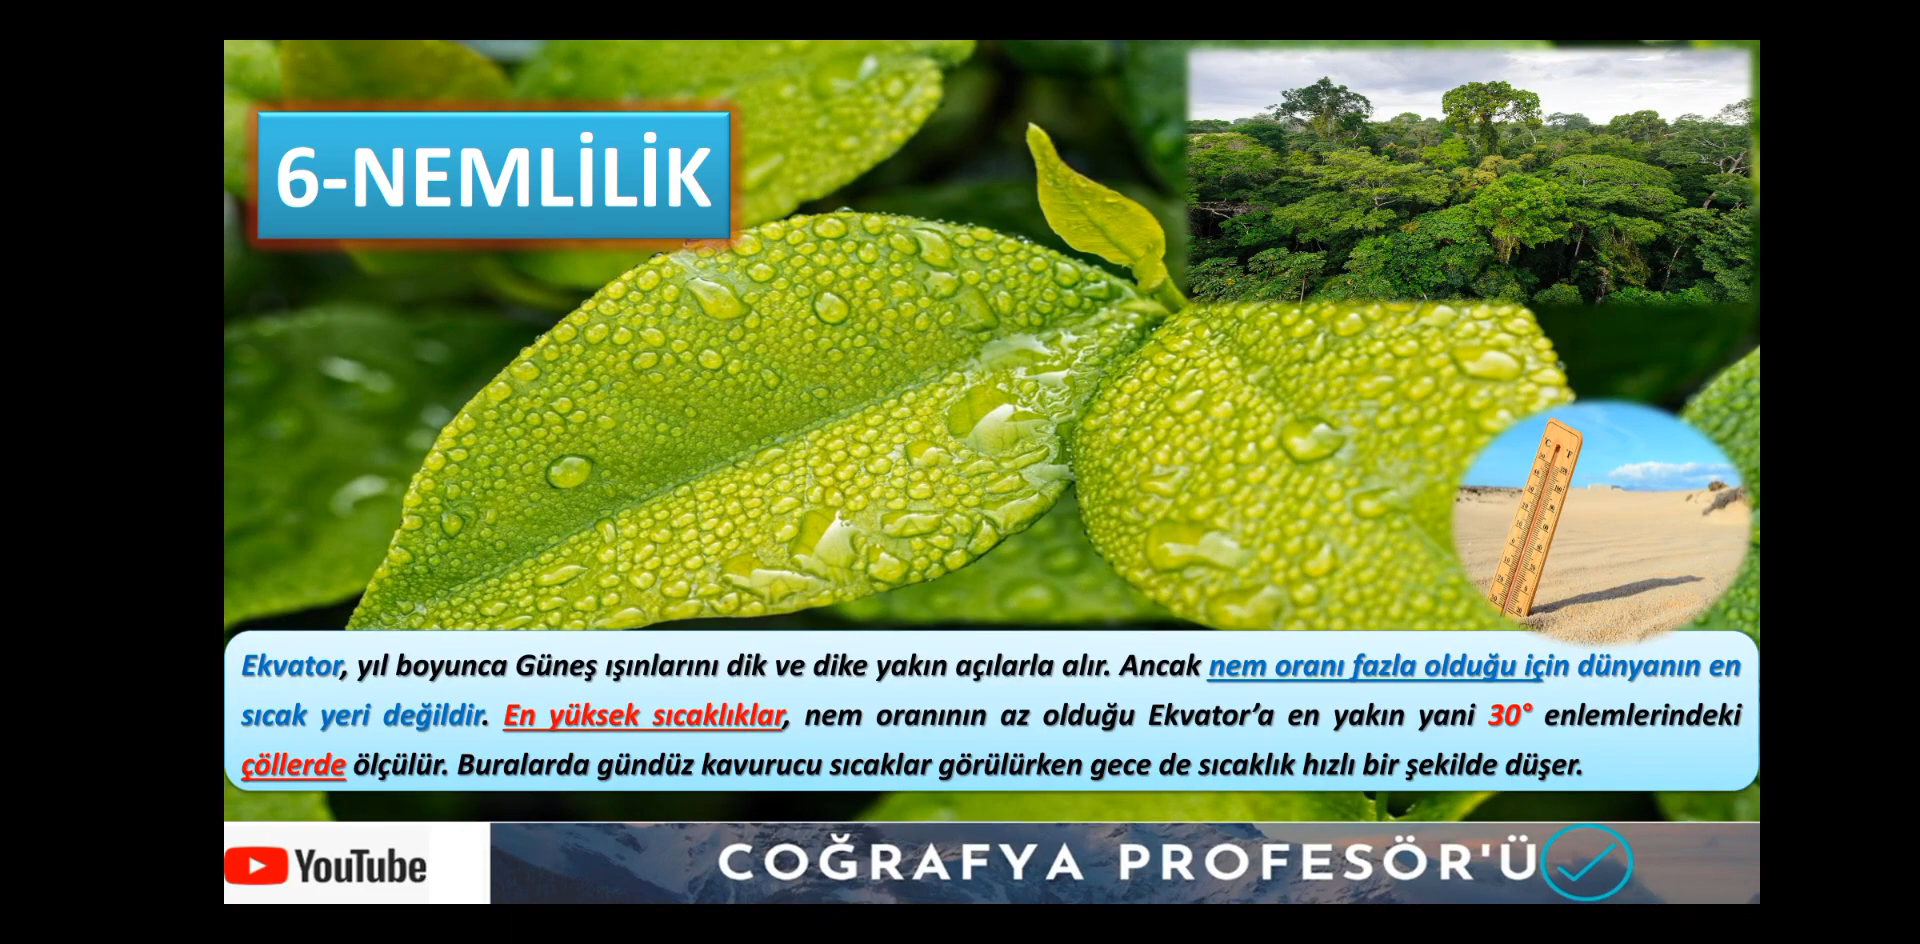 6-NEMLİLİK
Ekvator, yıl boyunca Güneş ışınlarını dik ve dike yakın açılarla alır. Ancak nem oranı fazla olduğu için dünyanın en
sıcak yeri değildir. En yüksek sıcaklıklar, nem oranının az olduğu Ekvator’a en yakın yani 30° enlemlerindeki
çöllerde ölçülür. Buralarda gündüz kavurucu sıcaklar görülürken gece de sıcaklık hızlı bir şekilde düşer.
YouTube
COĞRAFYA PROFESÖR'Ü